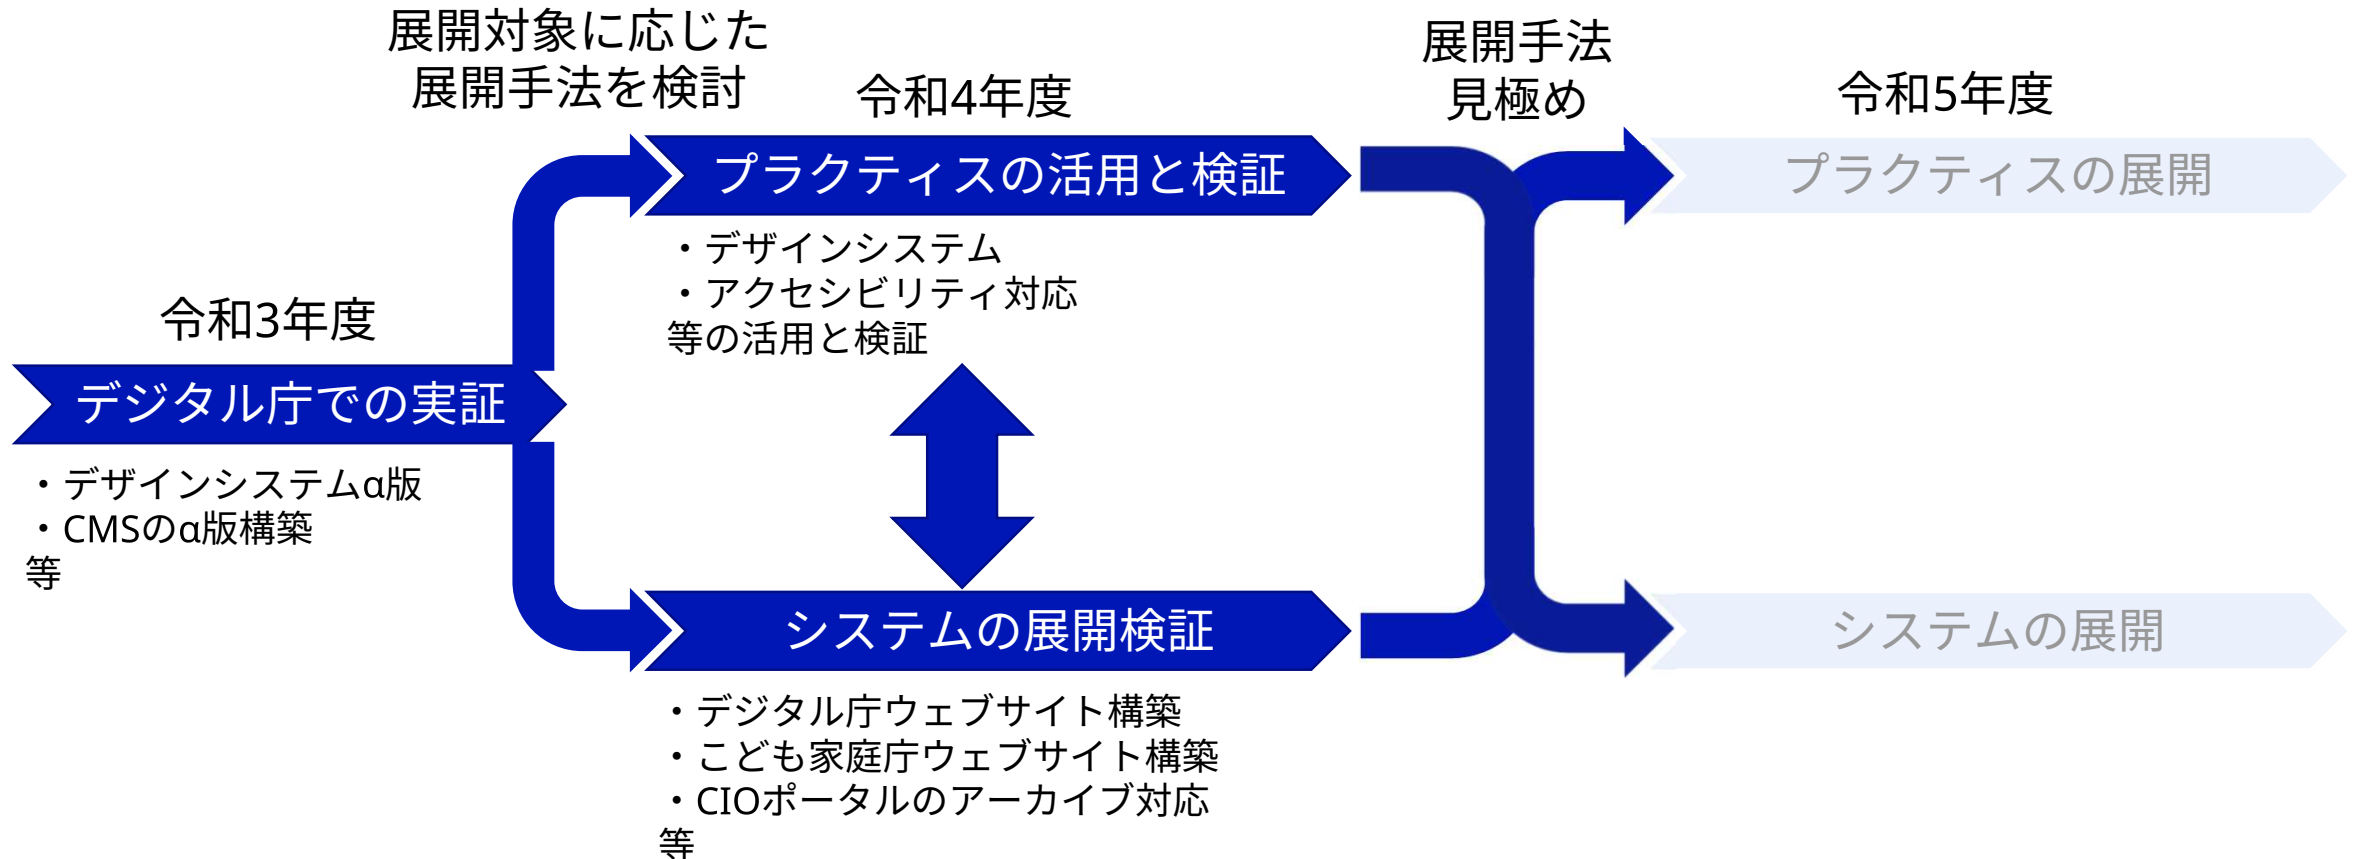 展開対象に応じた
展開手法を検討
令和4年度
展開手法
見極め
令和5年度
プラクティスの活用と検証
プラクティスの展開
・デザインシステム
・アクセシビリティ対応
等の活用と検証
令和3年度
デジタル庁での実証
・デザインシステムα版
・CMSのα版構築
等
システムの展開検証
システムの展開
・デジタル庁ウェブサイト構築
・こども家庭庁ウェブサイト構築
・CIOポータルのアーカイブ対応
等